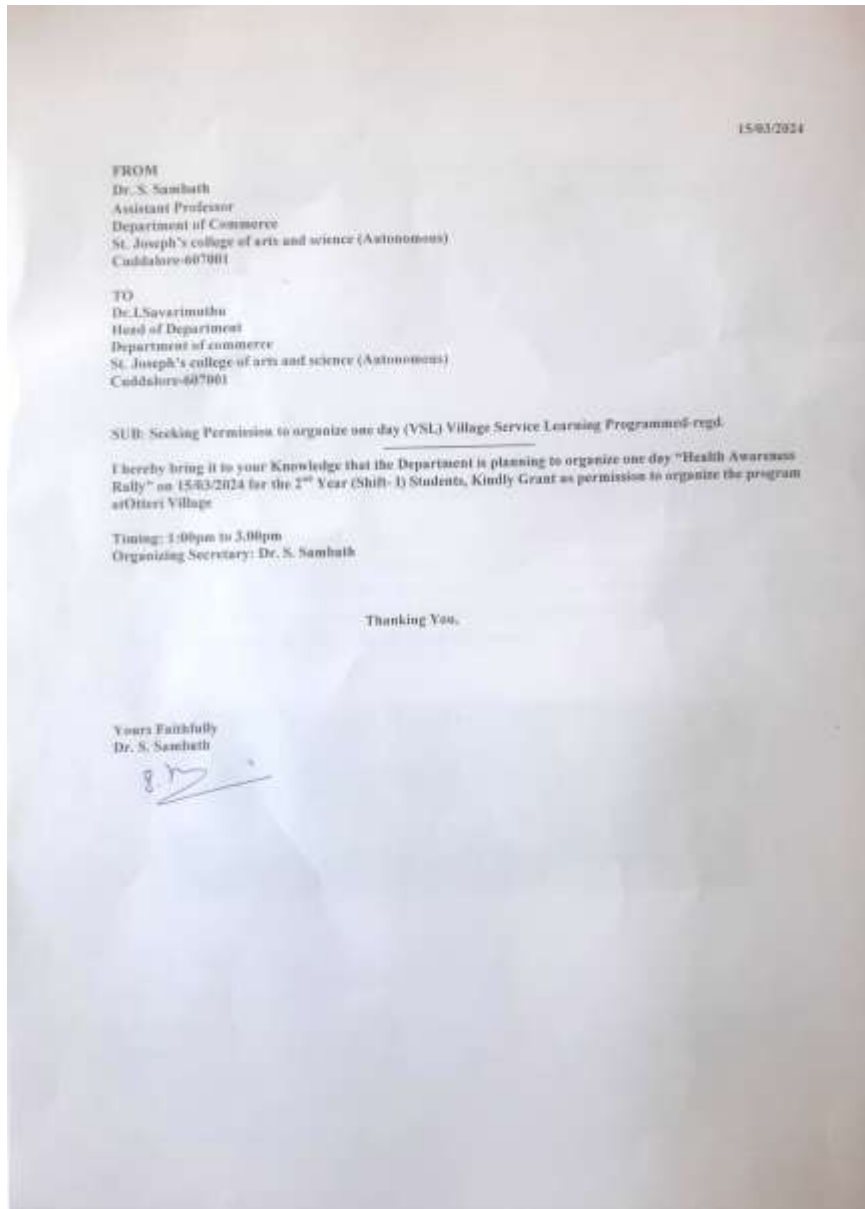 15/03/2024
FROM
Dr. S. Sambath
Assistant Professor
Department of Commerce
St. Joseph's college of arts and science (Autonomous)
Cuddalore-607001
TO
Dr.I.Savarimuthu
Head of Department
Department of commerce
St. Joseph's college of arts and science (Autonomous)
Cuddalore-607001
SUB: Seeking Permission to organize one day (VSL) Village Service Learning Programmed-regd.
I hereby bring it to your Knowledge that the Department is planning to organize one day "Health Awareness
Rally" on 15/03/2024 for the 2nd Year (Shift- I) Students, Kindly Grant as permission to organize the program
atOtteri Village
Timing: 1:00pm to 3.00pm
Organizing Secretary: Dr. S. Sambath
Thanking You,
Yours Faithfully
Dr. S. Sambath